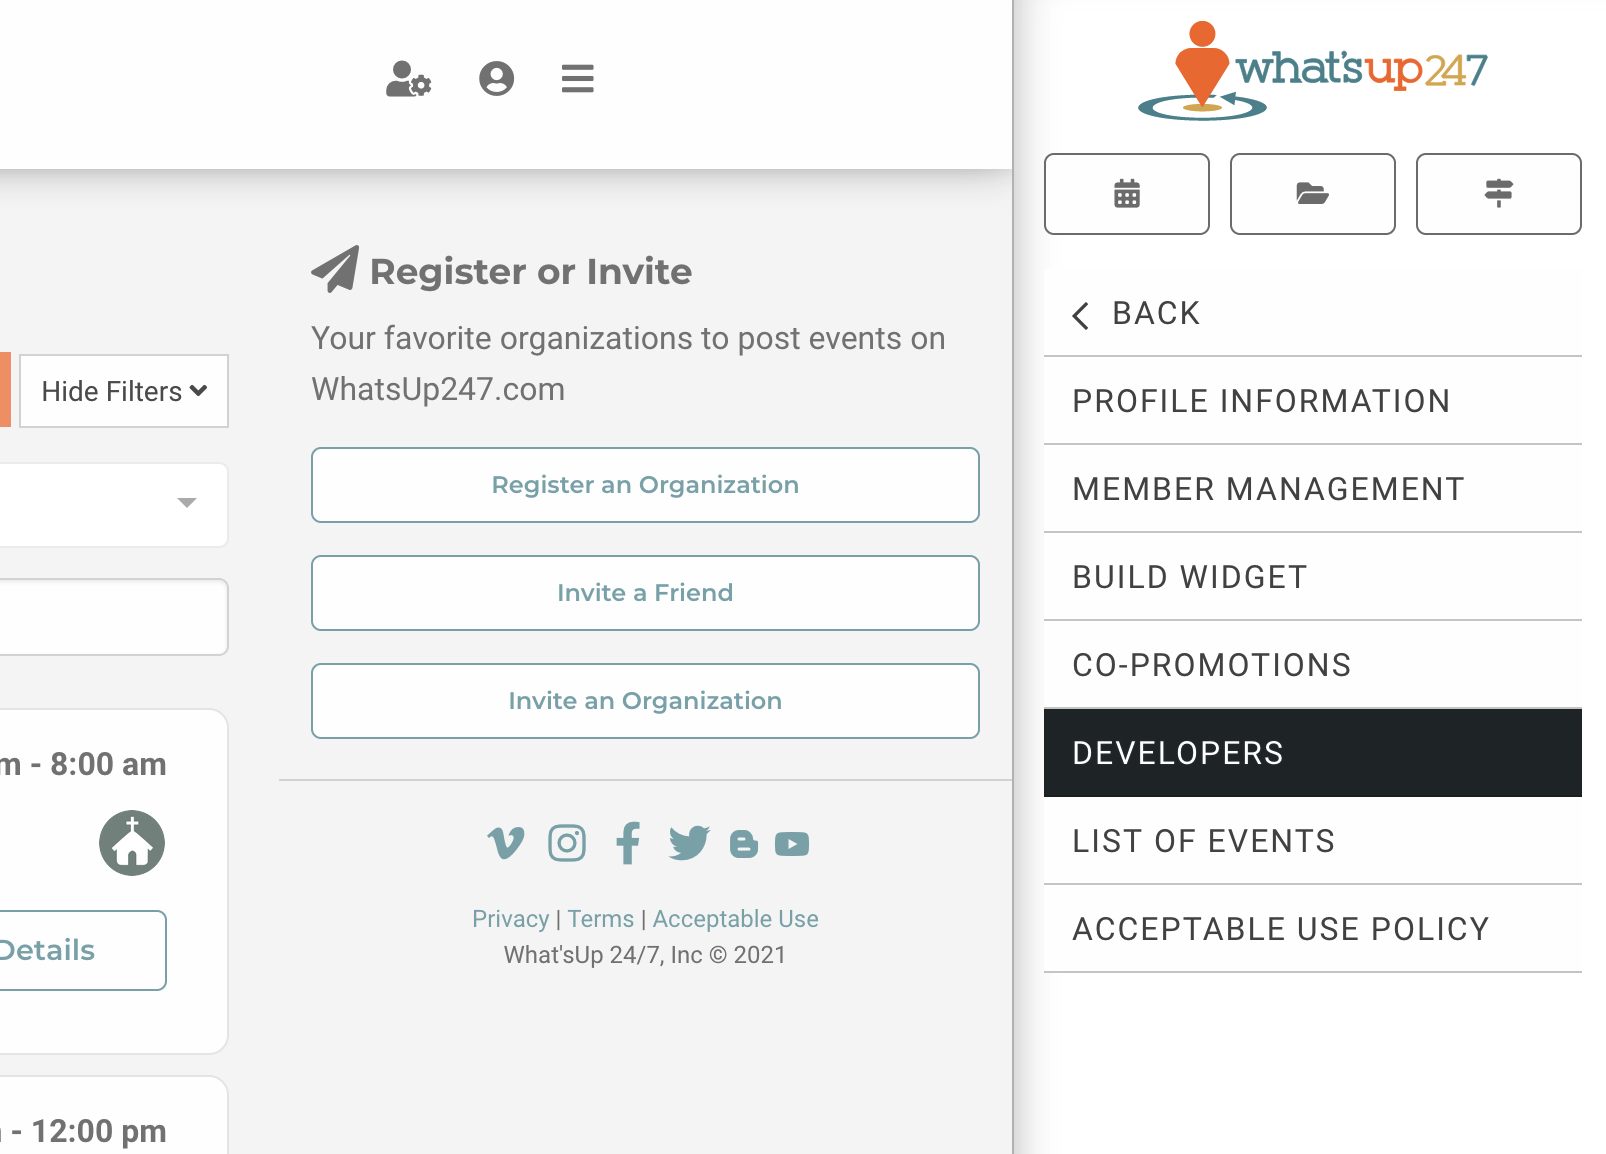 what'sup247
Register or Invite
Your favorite organizations to post events on
WhatsUp247.com
Hide Filters
Register an Organization
Invite a Friend
Invite an Organization
m - 8:00 am
Details
- 12:00 pm
Privacy | Terms | Acceptable Use
What'sUp 24/7, Inc © 2021
BACK
PROFILE INFORMATION
MEMBER MANAGEMENT
BUILD WIDGET
CO-PROMOTIONS
DEVELOPERS
LIST OF EVENTS
ACCEPTABLE USE POLICY